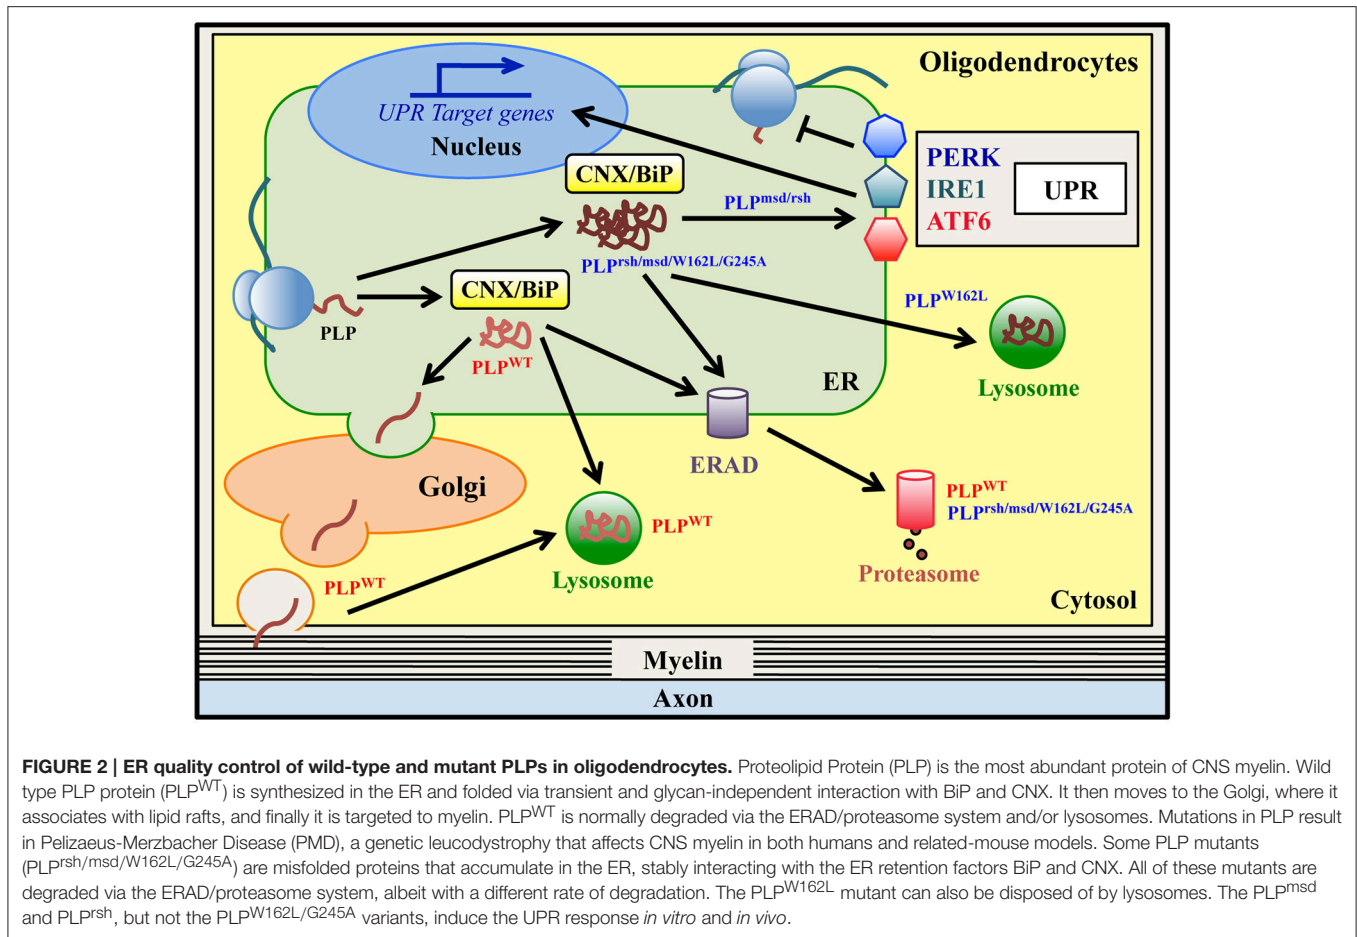 Oligodendrocytes
UPR Target genes
Nucleus
CNX/BiP
PLPmsd/rsh
PERK
IRE1
ATF6
UPR
PLPrsh/msd/W162L/G245A
CNX/BiP
PLP
PLPWT
PLPW162L
ER
Lysosome
ERAD
Golgi
PLPWT
PLPrsh/msd/W162L/G245A
PLPWT
Lysosome
Proteasome
PLPWT
Cytosol
Myelin
Axon
FIGURE 2 | ER quality control of wild-type and mutant PLPs in oligodendrocytes. Proteolipid Protein (PLP) is the most abundant protein of CNS myelin. Wild
type PLP protein (PLPWT) is synthesized in the ER and folded via transient and glycan-independent interaction with BiP and CNX. It then moves to the Golgi, where it
associates with lipid rafts, and finally it is targeted to myelin. PLPWT is normally degraded via the ERAD/proteasome system and/or lysosomes. Mutations in PLP result
in Pelizaeus-Merzbacher Disease (PMD), a genetic leucodystrophy that affects CNS myelin in both humans and related-mouse models. Some PLP mutants
(PLPrsh/msd/W162L/G245A) are misfolded proteins that accumulate in the ER, stably interacting with the ER retention factors BiP and CNX. All of these mutants are
degraded via the ERAD/proteasome system, albeit with a different rate of degradation. The PLPW162L mutant can also be disposed of by lysosomes. The PLPmsd
and PLPrsh, but not the PLPW162L/G245A variants, induce the UPR response in vitro and in vivo.